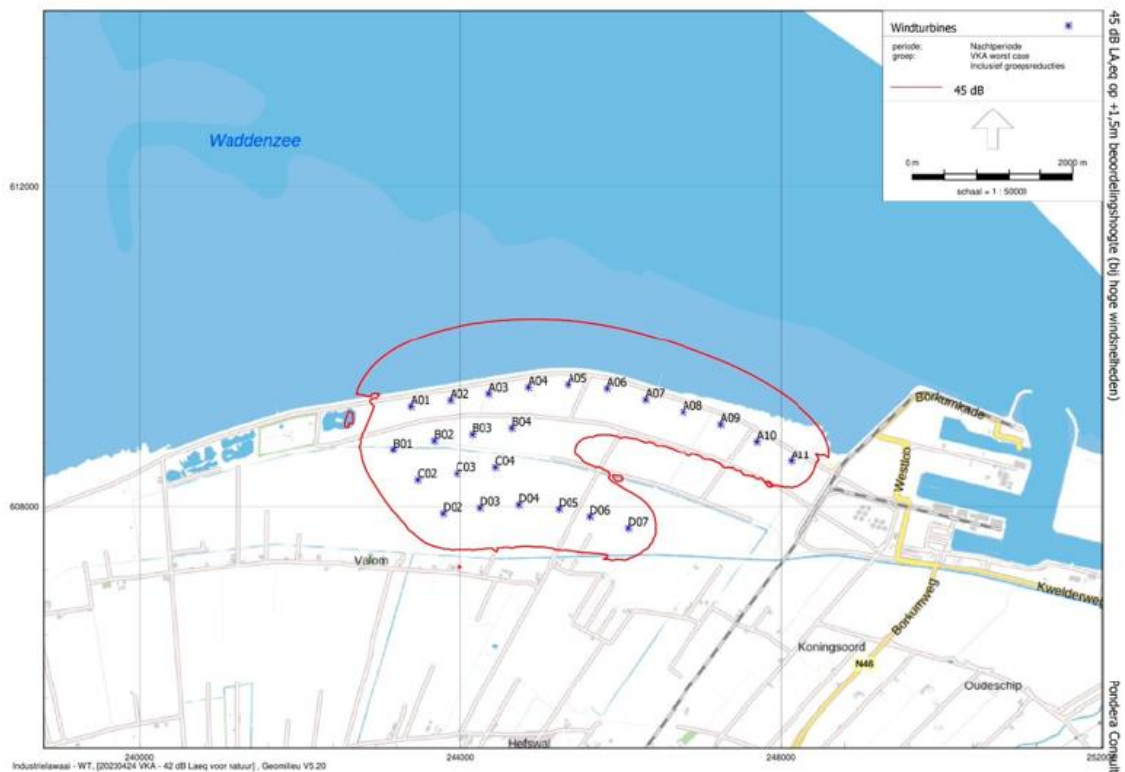 Windturbines
periode: Nachtperiode
groep: VKA worst case
Inclusief groepsreducties
45 dB
0 m 2000 m
schaal = 1 : 50000
45 dB LA,eq op +1,5m beoordelingshoogte (bij hoge windsnelheden)
Waddenzee
612000
A01
A02
A03
A04
A05
A06
A07
A08
A09
A10
A11
B01
B02
B03
B04
C02
C03
C04
608000
D02
D03
D04
D05
D06
D07
Borkumkade
Westlob
Valom
Kwelderweg
Borkumweg
Koningsoord
N46
Oudeschip
Hefswal
Pondera Consult
240000 244000 248000 252000
Industrielawaai - WT, [20230424 VKA - 42 dB Laeq voor natuur] , Geomilieu V5.20